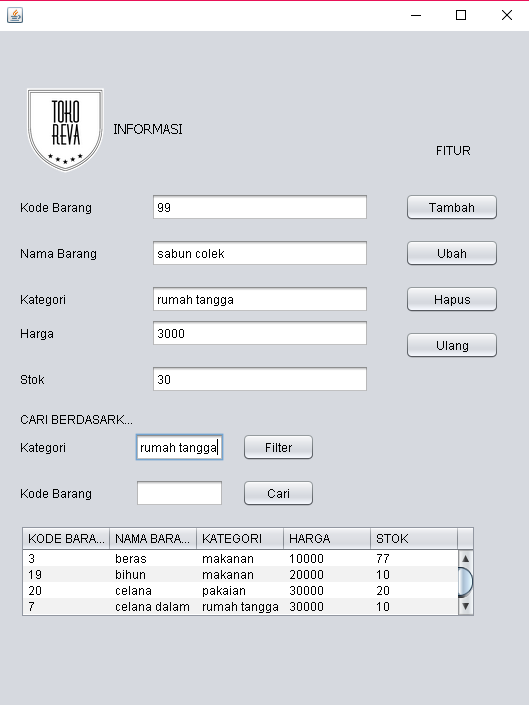 TOKO
REVA
INFORMASI
FITUR
Kode Barang 99 Tambah
Nama Barang sabun colek Ubah
Kategori rumah tangga Hapus
Harga 3000
Ulang
Stok 30
CARI BERDASARK...
Kategori rumah tangga Filter
Kode Barang Cari
KODE BARA... NAMA BARA... KATEGORI HARGA STOK
3 beras makanan 10000 77
19 bihun makanan 20000 10
20 celana pakaian 30000 20
7 celana dalam rumah tangga 30000 10